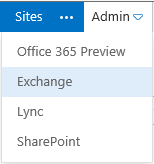 Sites ••• Admin
Office 365 Preview
Exchange
Lync
SharePoint